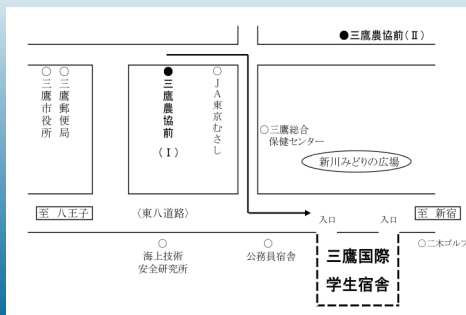 ●三鷹農協前(Ⅱ)
○三鷹市役所
○三鷹郵便局
●三鷹農協前(Ⅰ)
○JA東京むさし
○三鷹総合
保健センター
新川みどりの広場
至 八王子
〈東八道路〉
入口
入口
至 新宿
○海上技術
安全研究所
○公務員宿舎
○二木ゴルフ
三鷹国際
学生宿舎